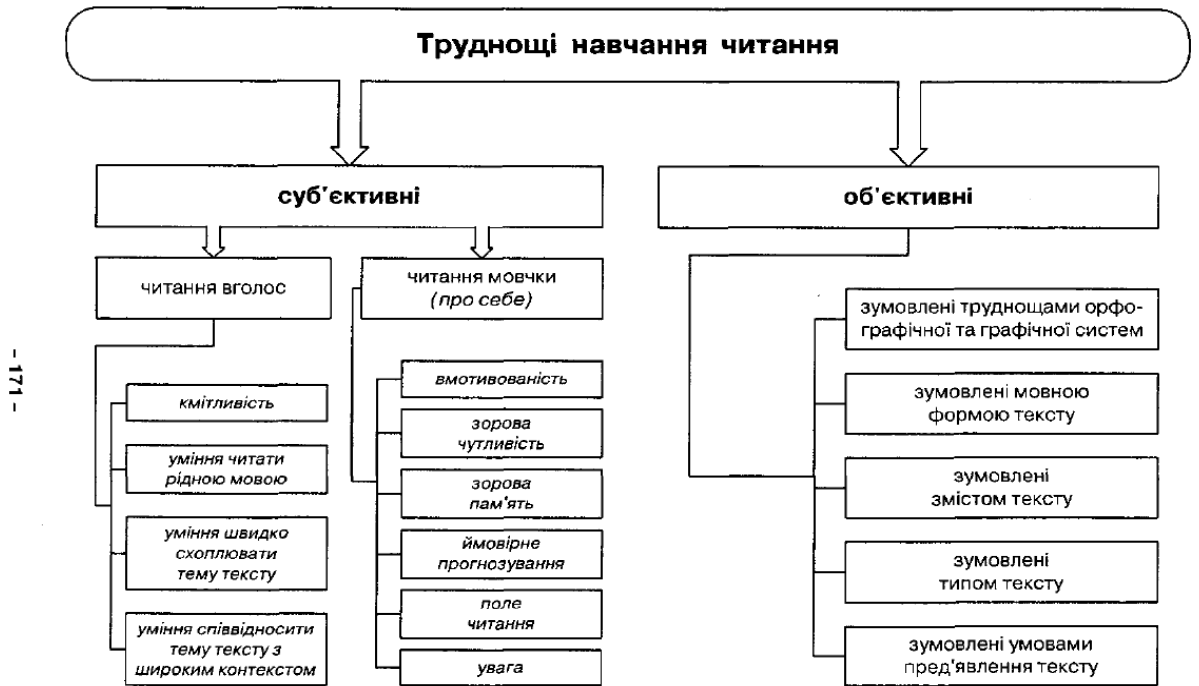 Труднощі навчання читання
суб'єктивні
читання вголос
кмітливість
уміння читати
рідною мовою
уміння швидко
схоплювати
тему тексту
уміння співвідносити
тему тексту з
широким контекстом
читання мовчки
(про себе)
вмотивованість
зорова
чутливість
зорова
пам'ять
ймовірне
прогнозування
поле
читання
увага
об'єктивні
зумовлені труднощами орфо-
графічної та графічної систем
зумовлені мовною
формою тексту
зумовлені
змістом тексту
зумовлені
типом тексту
зумовлені умовами
пред'явлення тексту
- 171 -